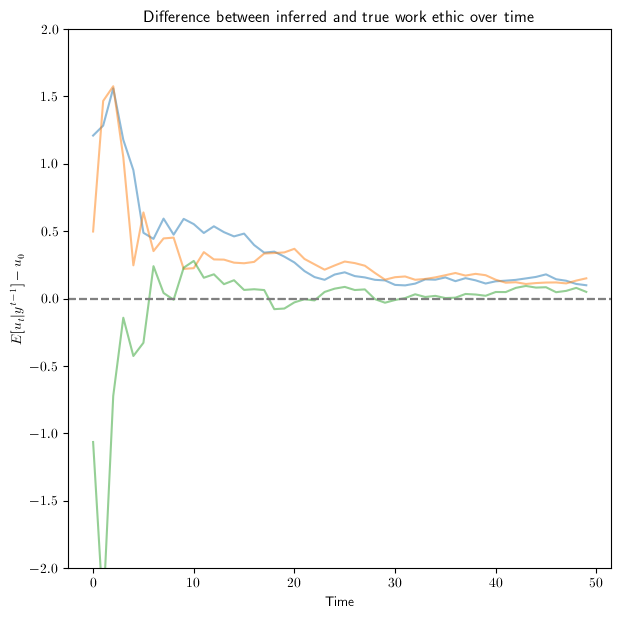 Difference between inferred and true work ethic over time
2.0
1.5
1.0
0.5
0.0
−0.5
−1.0
−1.5
−2.0
E[u_t|y^{t−1}] − u_0
0 10 20 30 40 50
Time